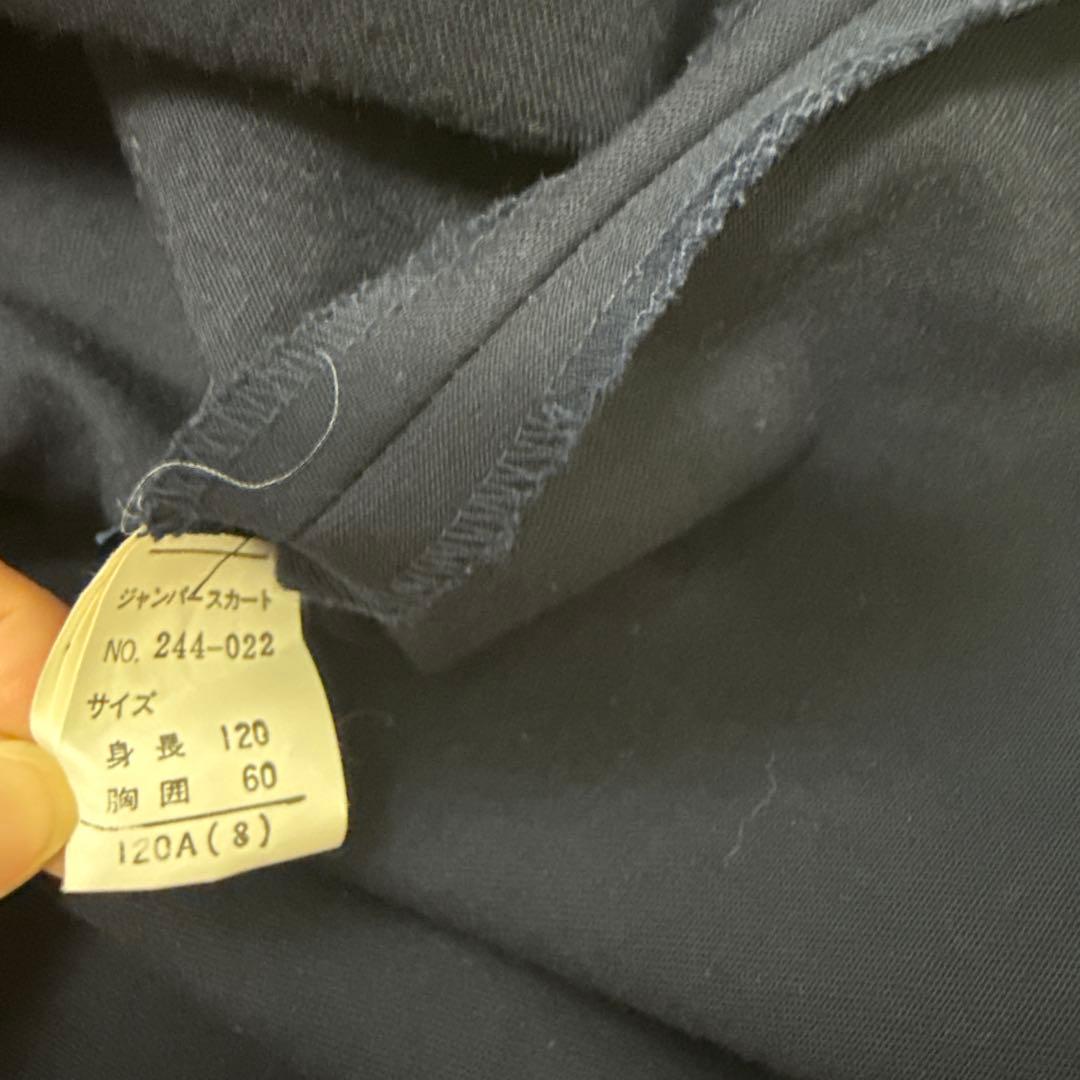 ジャンパースカート
NO. 244-022
サイズ
身長 120
胸囲 60
120A(8)